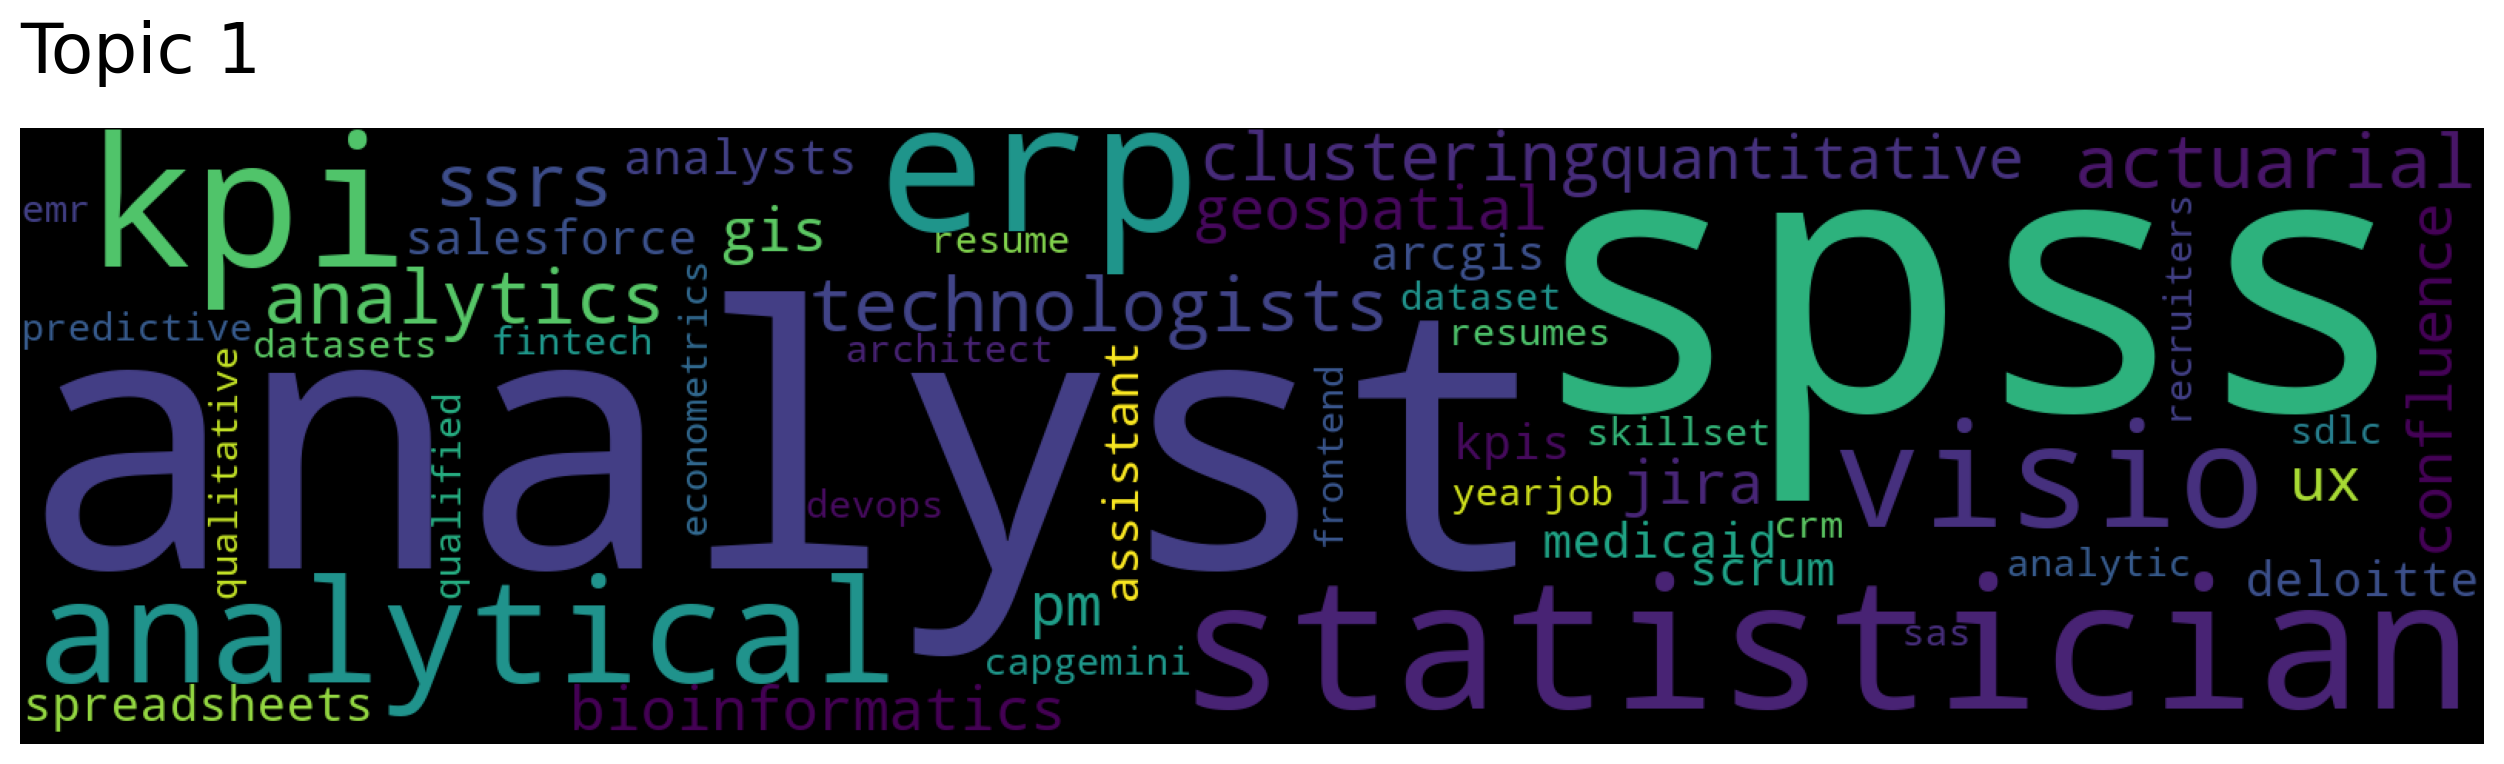 Topic 1
kpi
erp
ssrs
analysts
clustering
quantitative
actuarial
emr
salesforce
gis
resume
geospatial
arcgis
spss
recruiters
confluence
analytics
technologists
dataset
resumes
predictive
datasets
fintech
econometrics
architect
analyst
qualitative
qualified
assistant
frontend
kpis
skillset
visio
sdlc
devops
yearjob
jira
ux
medicaid
crm
scrum
analytic
deloitte
analytical
pm
statistician
sas
capgemini
spreadsheets
bioinformatics